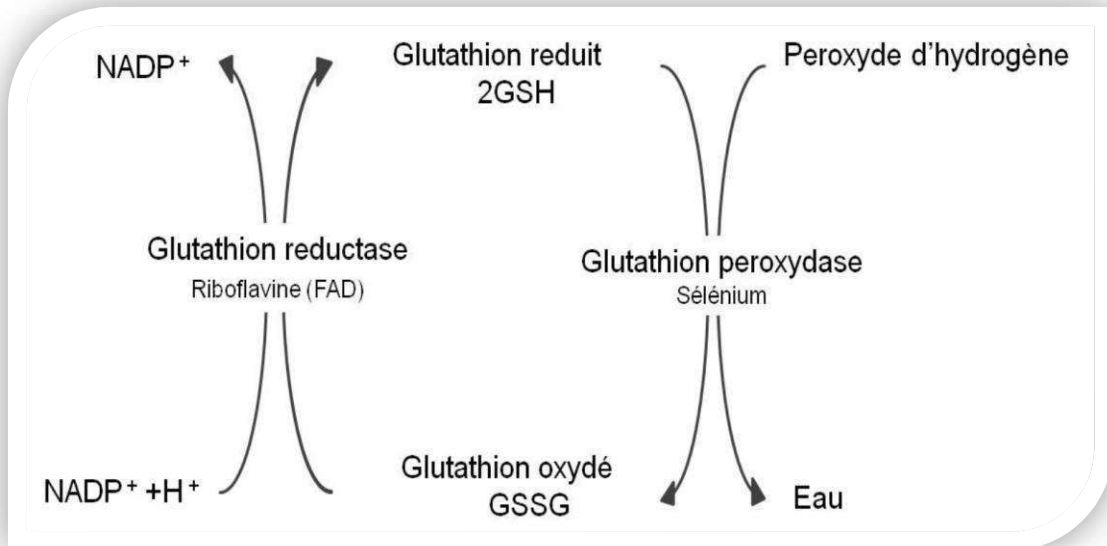 NADP+
Glutathion reduit
2GSH
Peroxyde d'hydrogène
Glutathion reductase
Riboflavine (FAD)
Glutathion peroxydase
Sélénium
NADP+ +H+
Glutathion oxydé
GSSG
Eau